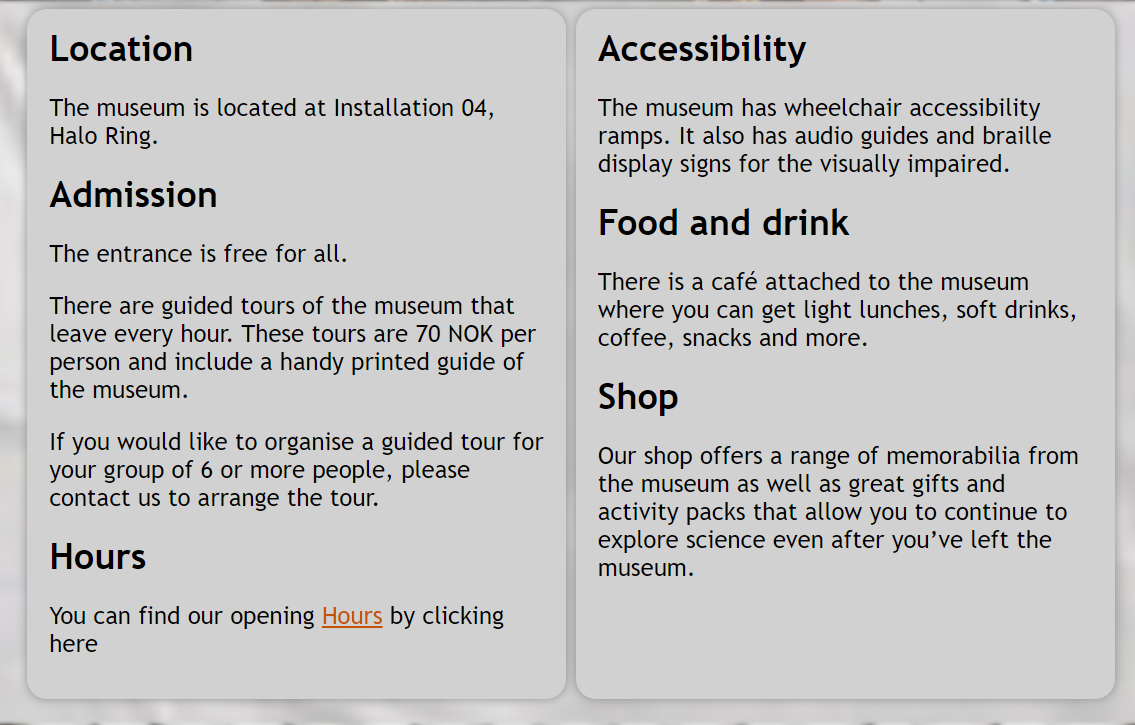 Location
The museum is located at Installation 04,
Halo Ring.
Admission
The entrance is free for all.
There are guided tours of the museum that
leave every hour. These tours are 70 NOK per
person and include a handy printed guide of
the museum.
If you would like to organise a guided tour for
your group of 6 or more people, please
contact us to arrange the tour.
Hours
You can find our opening Hours by clicking
here
Accessibility
The museum has wheelchair accessibility
ramps. It also has audio guides and braille
display signs for the visually impaired.
Food and drink
There is a café attached to the museum
where you can get light lunches, soft drinks,
coffee, snacks and more.
Shop
Our shop offers a range of memorabilia from
the museum as well as great gifts and
activity packs that allow you to continue to
explore science even after you’ve left the
museum.